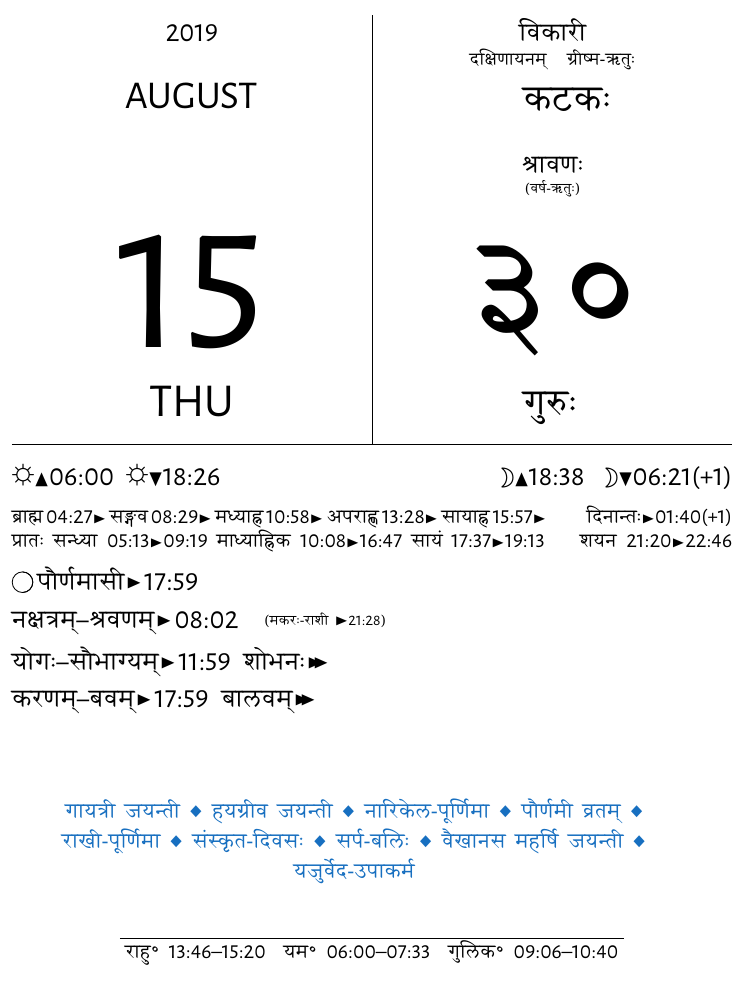 2019
AUGUST
15
THU
विकारी
दक्षिणायनम् ग्रीष्म-ऋतुः
कटकः
श्रावणः
(वर्ष-ऋतुः)
३०
गुरुः
☼▲06:00 ☼▼18:26 ☽▲18:38 ☽▼06:21(+1)
ब्राह्म 04:27► सङ्गव 08:29► मध्याह्न 10:58► अपराह्ण 13:28► सायाह्न 15:57► दिनान्तः►01:40(+1)
प्रातः सन्ध्या 05:13►09:19 माध्याह्निक 10:08►16:47 सायं 17:37►19:13 शयन 21:20►22:46
○पौर्णमासी►17:59
नक्षत्रम्–श्रवणम्►08:02 (मकरः-राशी ►21:28)
योगः–सौभाग्यम्►11:59 शोभनः►►
करणम्–बवम्►17:59 बालवम्►►
गायत्री जयन्ती ◆ हयग्रीव जयन्ती ◆ नारिकेल-पूर्णिमा ◆ पौर्णमी व्रतम् ◆
राखी-पूर्णिमा ◆ संस्कृत-दिवसः ◆ सर्प-बलिः ◆ वैखानस महर्षि जयन्ती ◆
यजुर्वेद-उपाकर्म
राहु॰ 13:46–15:20 यम॰ 06:00–07:33 गुलिक॰ 09:06–10:40